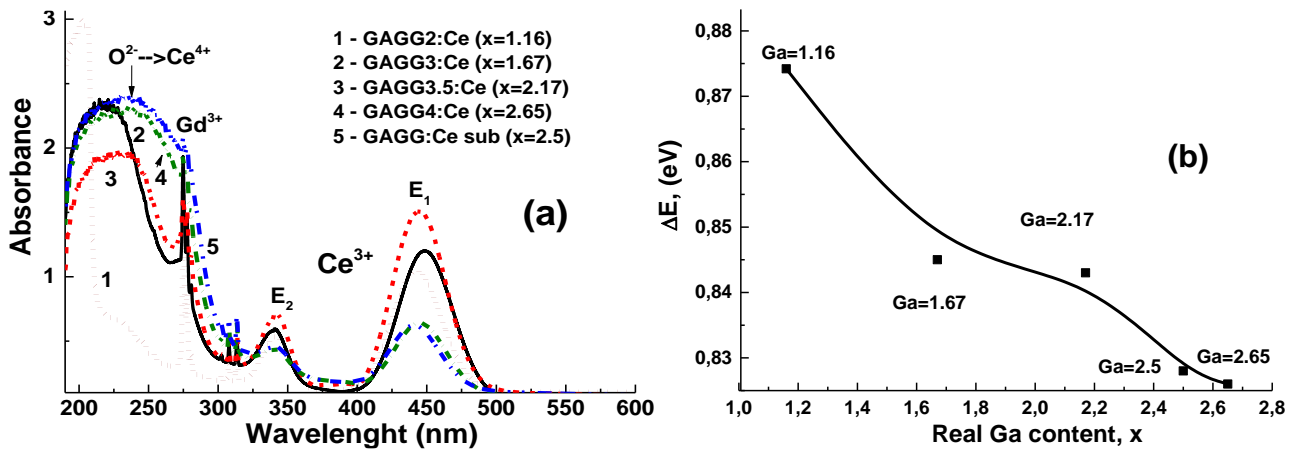 3
2
1
Absorbance
O²⁻-->Ce⁴⁺
Gd³⁺
1 - GAGG2:Ce (x=1.16)
2 - GAGG3:Ce (x=1.67)
3 - GAGG3.5:Ce (x=2.17)
4 - GAGG4:Ce (x=2.65)
5 - GAGG:Ce sub (x=2.5)
2
3
4
5
1
E₁
(a)
Ce³⁺
E₂
200 250 300 350 400 450 500 550 600
Wavelenght (nm)
0,88
0,87
0,86
0,85
0,84
0,83
ΔE, (eV)
Ga=1.16
(b)
Ga=2.17
Ga=1.67
Ga=2.5
Ga=2.65
1,0 1,2 1,4 1,6 1,8 2,0 2,2 2,4 2,6 2,8
Real Ga content, x